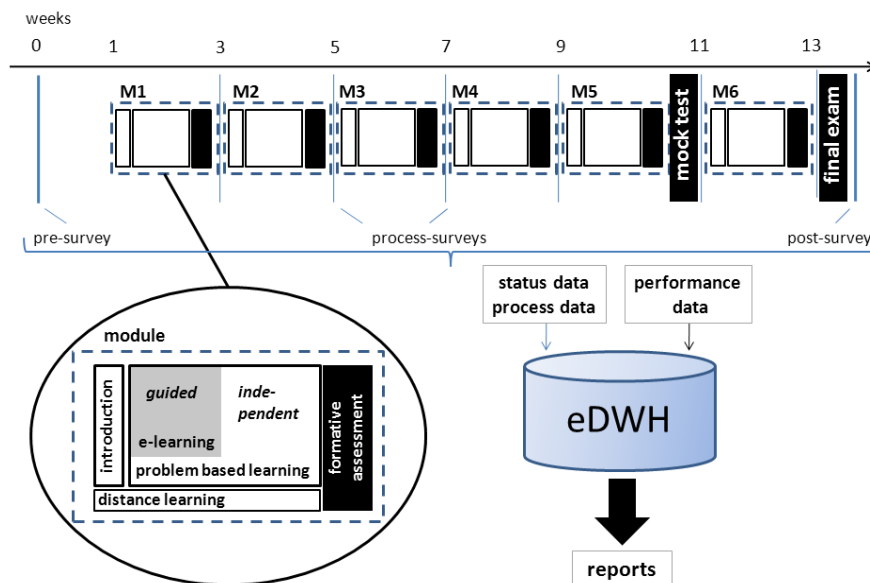 weeks
0 1 3 5 7 9 11 13
M1 M2 M3 M4 M5 M6
mock test
final exam
pre-survey process-surveys post-survey
status data
process data
performance
data
module
introduction
guided
inde-
pendent
e-learning
problem based learning
distance learning
formative
assessment
eDWH
reports